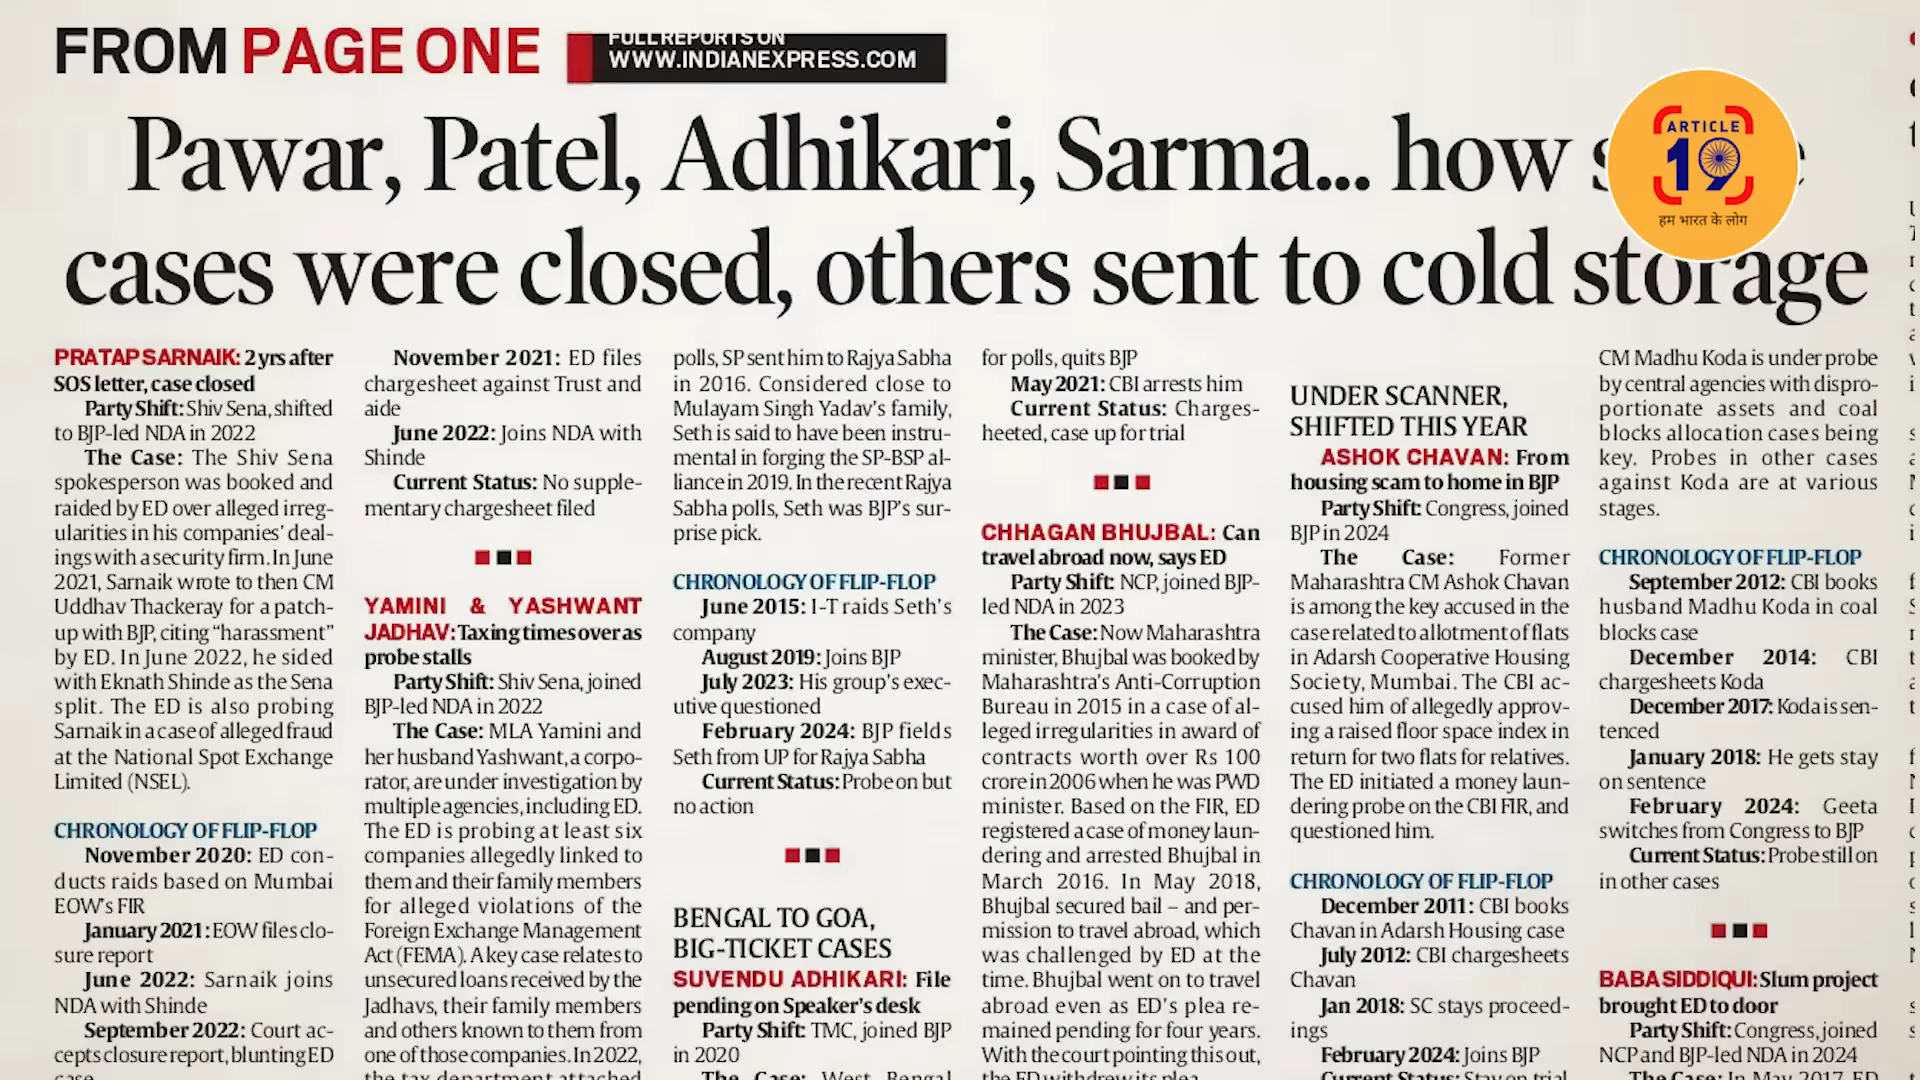 FROM PAGE ONE
FULL REPORTS ON
WWW.INDIANEXPRESS.COM
Pawar, Patel, Adhikari, Sarma... how
cases were closed, others sent to cold storage
ARTICLE
19
हम भारत के लोग
PRATAP SARNAIK: 2 yrs after
SOS letter, case closed
Party Shift: Shiv Sena, shifted
to BJP-led NDA in 2022
The Case: The Shiv Sena
spokesperson was booked and
raided by ED over alleged irreg-
ularities in his companies' deal-
ings with a security firm. In June
2021, Sarnaik wrote to then CM
Uddhav Thackeray for a patch-
up with BJP, citing “harassment”
by ED. In June 2022, he sided
with Eknath Shinde as the Sena
split. The ED is also probing
Sarnaik in a case of alleged fraud
at the National Spot Exchange
Limited (NSEL).
CHRONOLOGY OF FLIP-FLOP
November 2020: ED con-
ducts raids based on Mumbai
EOW's FIR
January 2021: EOW files clo-
sure report
June 2022: Sarnaik joins
NDA with Shinde
September 2022: Court ac-
cepts closure report, blunting ED
case
November 2021: ED files
chargesheet against Trust and
aide
June 2022: Joins NDA with
Shinde
Current Status: No supple-
mentary chargesheet filed
YAMINI & YASHWANT
JADHAV: Taxing times over as
probe stalls
Party Shift: Shiv Sena, joined
BJP-led NDA in 2022
The Case: MLA Yamini and
her husband Yashwant, a corpo-
rator, are under investigation by
multiple agencies, including ED.
The ED is probing at least six
companies allegedly linked to
them and their family members
for alleged violations of the
Foreign Exchange Management
Act (FEMA). A key case relates to
unsecured loans received by the
Jadhavs, their family members
and others known to them from
one of those companies. In 2022,
the tax department attached
polls, SP sent him to Rajya Sabha
in 2016. Considered close to
Mulayam Singh Yadav's family,
Seth is said to have been instru-
mental in forging the SP-BSP al-
liance in 2019. In the recent Rajya
Sabha polls, Seth was BJP's sur-
prise pick.
CHRONOLOGY OF FLIP-FLOP
June 2015: I-T raids Seth's
company
August 2019: Joins BJP
July 2023: His group's exec-
utive questioned
February 2024: BJP fields
Seth from UP for Rajya Sabha
Current Status: Probe on but
no action
BENGAL TO GOA,
BIG-TICKET CASES
SUVENDU ADHIKARI: File
pending on Speaker's desk
Party Shift: TMC, joined BJP
in 2020
The Case: West Bengal
for polls, quits BJP
May 2021: CBI arrests him
Current Status: Charges-
heeted, case up for trial
CHHAGAN BHUJBAL: Can
travel abroad now, says ED
Party Shift: NCP, joined BJP-
led NDA in 2023
The Case: Now Maharashtra
minister, Bhujbal was booked by
Maharashtra's Anti-Corruption
Bureau in 2015 in a case of al-
leged irregularities in award of
contracts worth over Rs 100
crore in 2006 when he was PWD
minister. Based on the FIR, ED
registered a case of money laun-
dering and arrested Bhujbal in
March 2016. In May 2018,
Bhujbal secured bail – and per-
mission to travel abroad, which
was challenged by ED at the
time. Bhujbal went on to travel
abroad even as ED's plea re-
mained pending for four years.
With the court pointing this out,
the ED withdrew its plea
UNDER SCANNER,
SHIFTED THIS YEAR
ASHOK CHAVAN: From
housing scam to home in BJP
Party Shift: Congress, joined
BJP in 2024
The Case: Former
Maharashtra CM Ashok Chavan
is among the key accused in the
case related to allotment of flats
in Adarsh Cooperative Housing
Society, Mumbai. The CBI ac-
cused him of allegedly approv-
ing a raised floor space index in
return for two flats for relatives.
The ED initiated a money laun-
dering probe on the CBI FIR, and
questioned him.
CHRONOLOGY OF FLIP-FLOP
December 2011: CBI books
Chavan in Adarsh Housing case
July 2012: CBI chargesheets
Chavan
Jan 2018: SC stays proceed-
ings
February 2024: Joins BJP
Current Status: Stay on trial
CM Madhu Koda is under probe
by central agencies with dispro-
portionate assets and coal
blocks allocation cases being
key. Probes in other cases
against Koda are at various
stages.
CHRONOLOGY OF FLIP-FLOP
September 2012: CBI books
husband Madhu Koda in coal
blocks case
December 2014: CBI
chargesheets Koda
December 2017: Koda is sen-
tenced
January 2018: He gets stay
on sentence
February 2024: Geeta
switches from Congress to BJP
Current Status: Probe still on
in other cases
BABA SIDDIQUI: Slum project
brought ED to door
Party Shift: Congress, joined
NCP and BJP-led NDA in 2024
The Case: In May 2017, ED